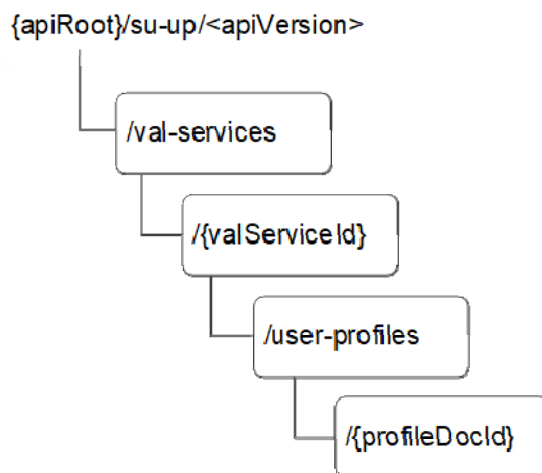 {apiRoot}/su-up/<apiVersion>
/val-services
/{valServiceId}
/user-profiles
/{profileDocId}